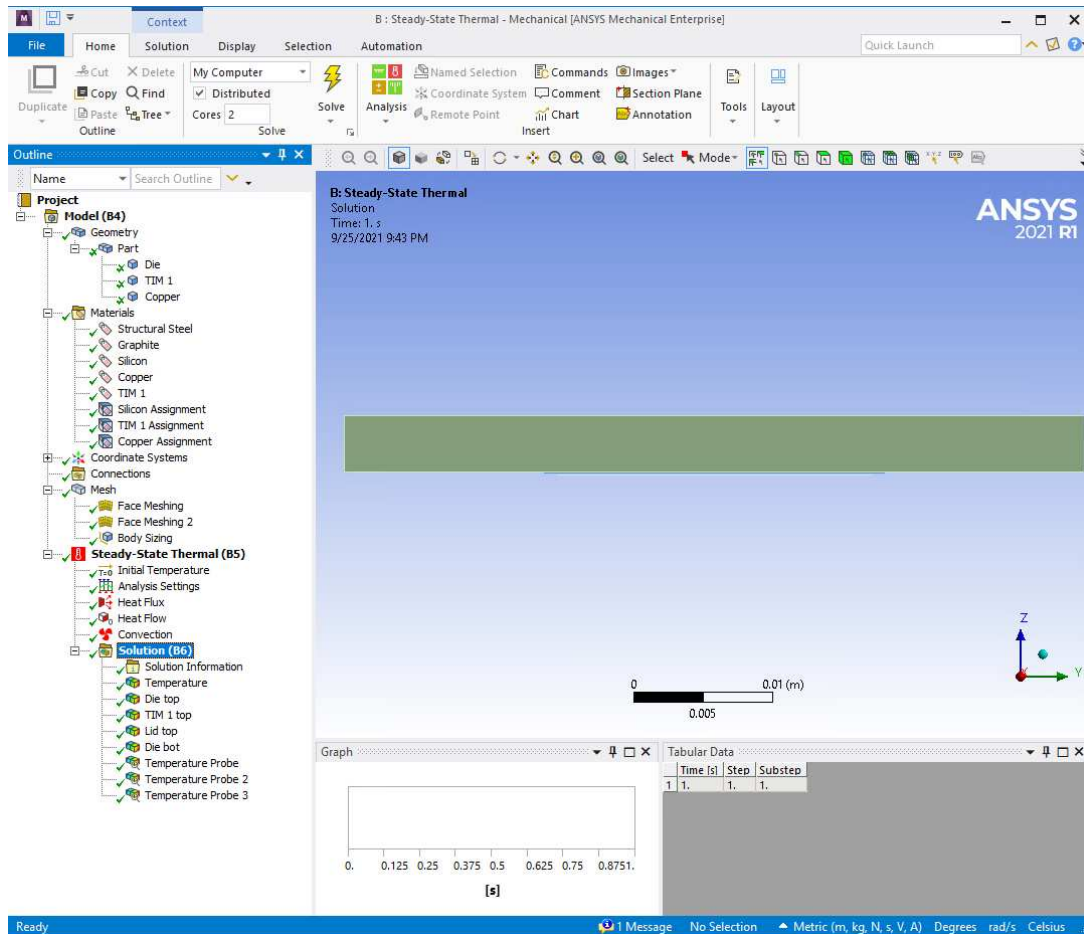 Context
B : Steady-State Thermal - Mechanical [ANSYS Mechanical Enterprise]
File Home Solution Display Selection Automation
Quick Launch
Duplicate
Cut
Copy
Paste
Delete
Find
Tree
Outline
My Computer
Distributed
Cores 2
Solve
Solve
Analysis
Named Selection
Coordinate System
Remote Point
Commands
Comment
Chart
Images
Section Plane
Annotation
Insert
Tools
Layout
Outline
Name
Search Outline
Project
Model (B4)
Geometry
Part
Die
TIM 1
Copper
Materials
Structural Steel
Graphite
Silicon
Copper
TIM 1
Silicon Assignment
TIM 1 Assignment
Copper Assignment
Coordinate Systems
Connections
Mesh
Face Meshing
Face Meshing 2
Body Sizing
Steady-State Thermal (B5)
Initial Temperature
Analysis Settings
Heat Flux
Heat Flow
Convection
Solution (B6)
Solution Information
Temperature
Die top
TIM 1 top
Lid top
Die bot
Temperature Probe
Temperature Probe 2
Temperature Probe 3
Select Mode
B: Steady-State Thermal
Solution
Time: 1. s
9/25/2021 9:43 PM
ANSYS
2021 R1
Z
Y
0 0.01 (m)
0.005
Graph
0. 0.125 0.25 0.375 0.5 0.625 0.75 0.8751.
[s]
Tabular Data
Time [s] Step Substep
1 1. 1. 1.
Ready
1 Message No Selection Metric (m, kg, N, s, V, A) Degrees rad/s Celsius